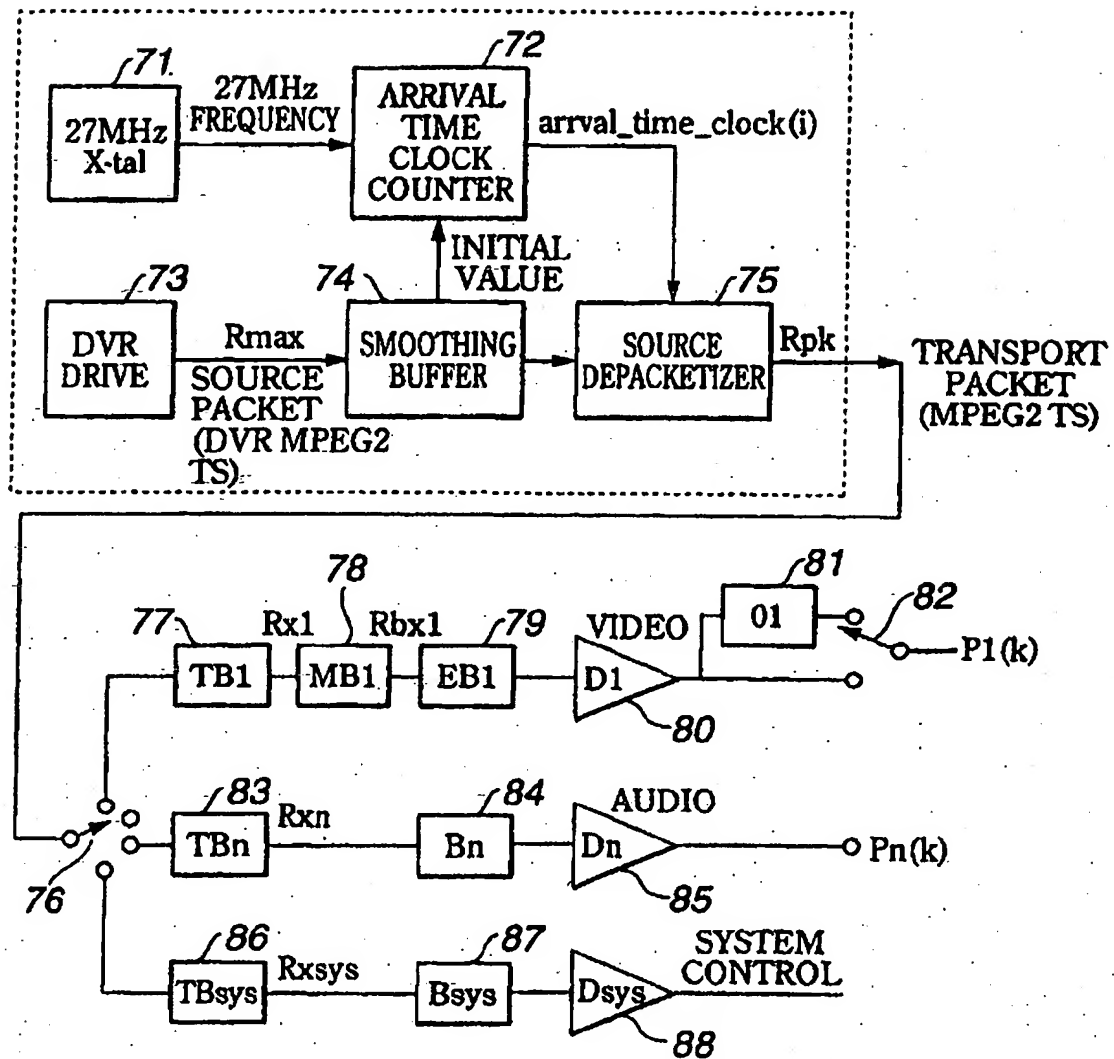 71
27MHz
X-tal
27MHz
FREQUENCY
72
ARRIVAL
TIME
CLOCK
COUNTER
arrval_time_clock(i)
INITIAL
VALUE
73
DVR
DRIVE
Rmax
SOURCE
PACKET
(DVR MPEG2
TS)
74
SMOOTHING
BUFFER
75
SOURCE
DEPACKETIZER
Rpk
TRANSPORT
PACKET
(MPEG2 TS)
76
77
TB1
Rx1
78
MB1
Rbx1
79
EB1
VIDEO
D1
80
81
01
82
P1(k)
83
TBn
Rxn
84
Bn
AUDIO
Dn
85
Pn(k)
86
TBsys
Rxsys
87
Bsys
Dsys
88
SYSTEM
CONTROL